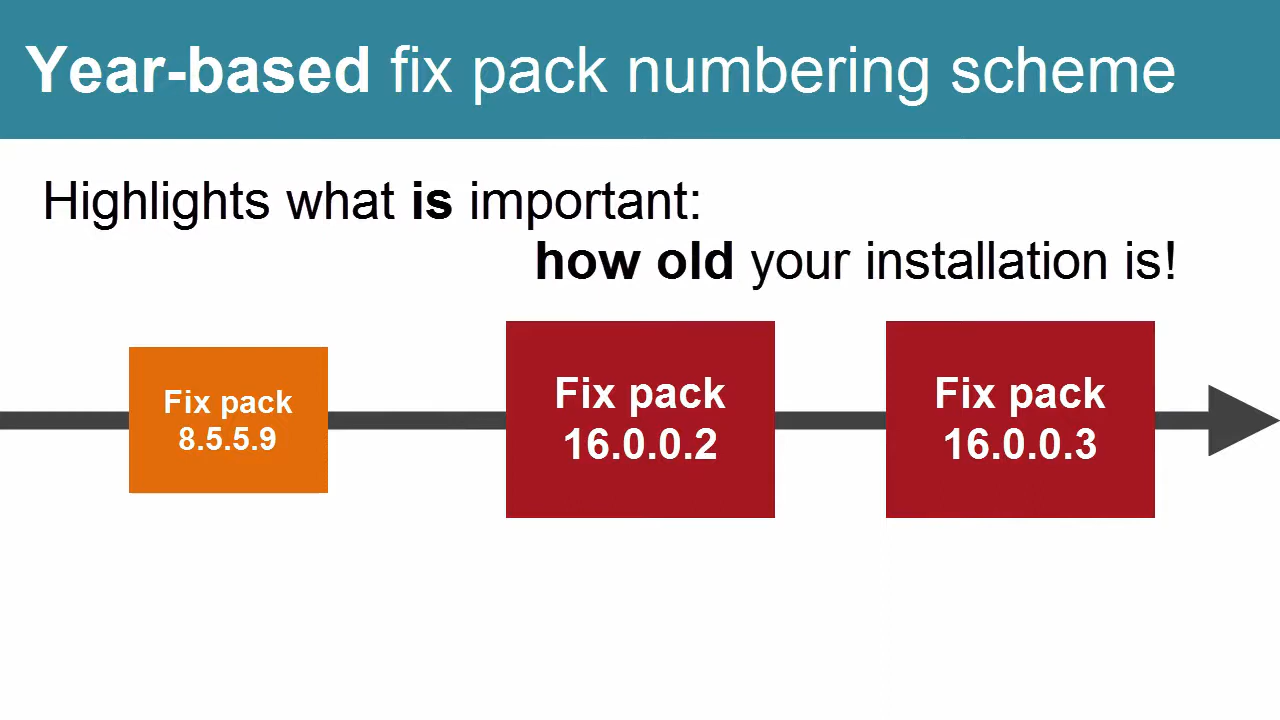 Year-based fix pack numbering scheme
Highlights what is important:
how old your installation is!
Fix pack
8.5.5.9
Fix pack
16.0.0.2
Fix pack
16.0.0.3